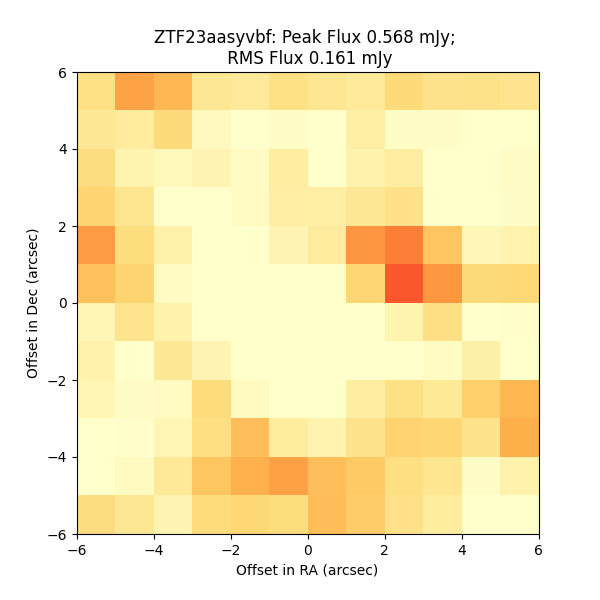 ZTF23aasyvbf: Peak Flux 0.568 mJy;
RMS Flux 0.161 mJy
6
4
2
0
−2
−4
−6
Offset in Dec (arcsec)
−6 −4 −2 0 2 4 6
Offset in RA (arcsec)